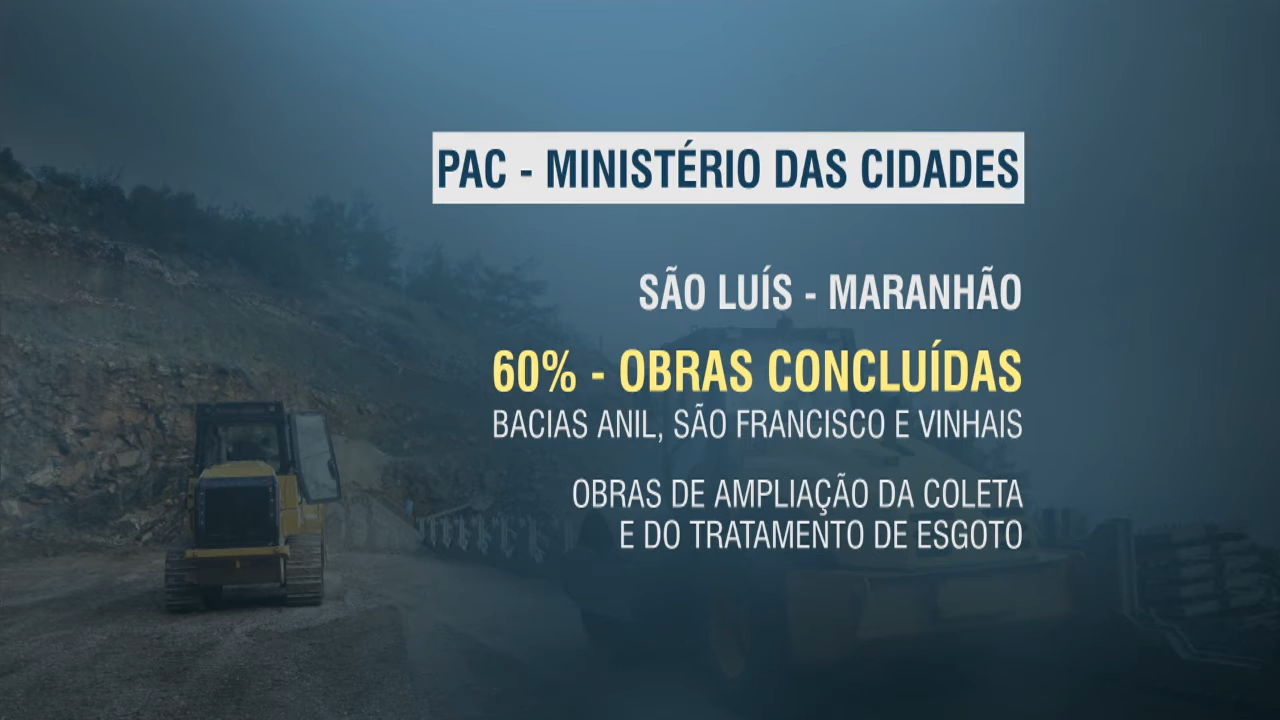 PAC - MINISTÉRIO DAS CIDADES
SÃO LUÍS - MARANHÃO
60% - OBRAS CONCLUÍDAS
BACIAS ANIL, SÃO FRANCISCO E VINHAIS
OBRAS DE AMPLIAÇÃO DA COLETA
E DO TRATAMENTO DE ESGOTO